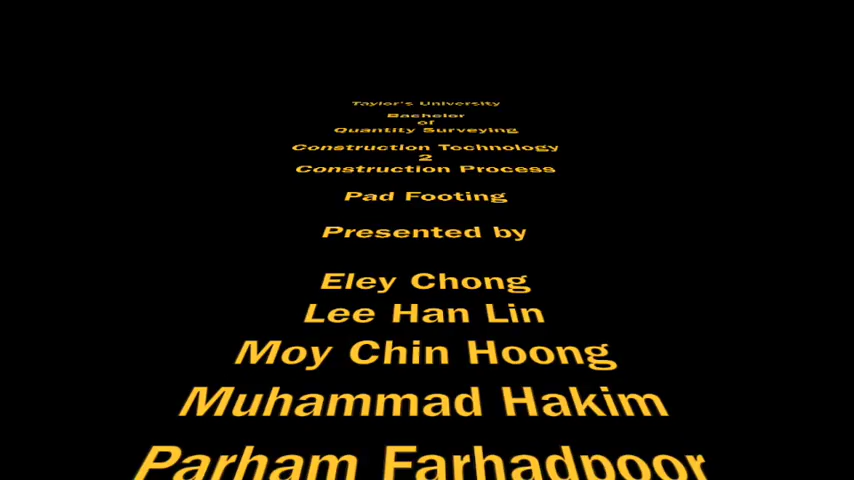 Taylor's University
Bachelor
of
Quantity Surveying
Construction Technology
2
Construction Process
Pad Footing
Presented by
Eley Chong
Lee Han Lin
Moy Chin Hoong
Muhammad Hakim
Parham Farhadpoor